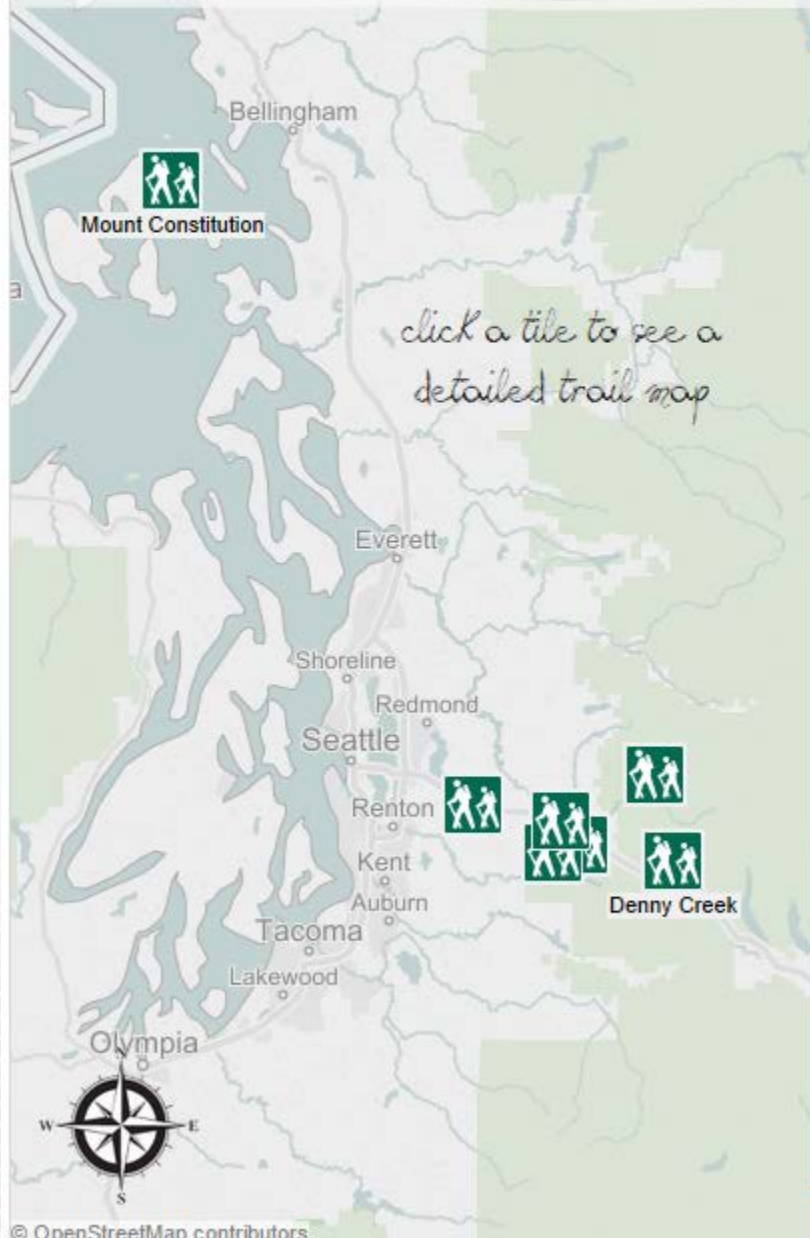 Bellingham
Mount Constitution
a
click a tile to see a
detailed trail map
Everett
Shoreline
Redmond
Seattle
Renton
Kent
Auburn
Denny Creek
Tacoma
Lakewood
Olympia
N
W E
S
© OpenStreetMap contributors